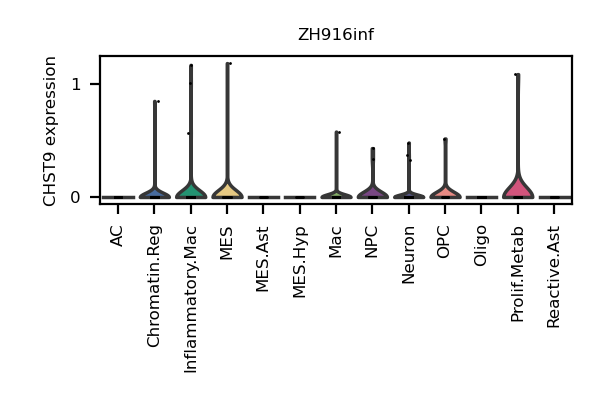 ZH916inf
CHST9 expression
1
0
AC
Chromatin.Reg
Inflammatory.Mac
MES
MES.Ast
MES.Hyp
Mac
NPC
Neuron
OPC
Oligo
Prolif.Metab
Reactive.Ast